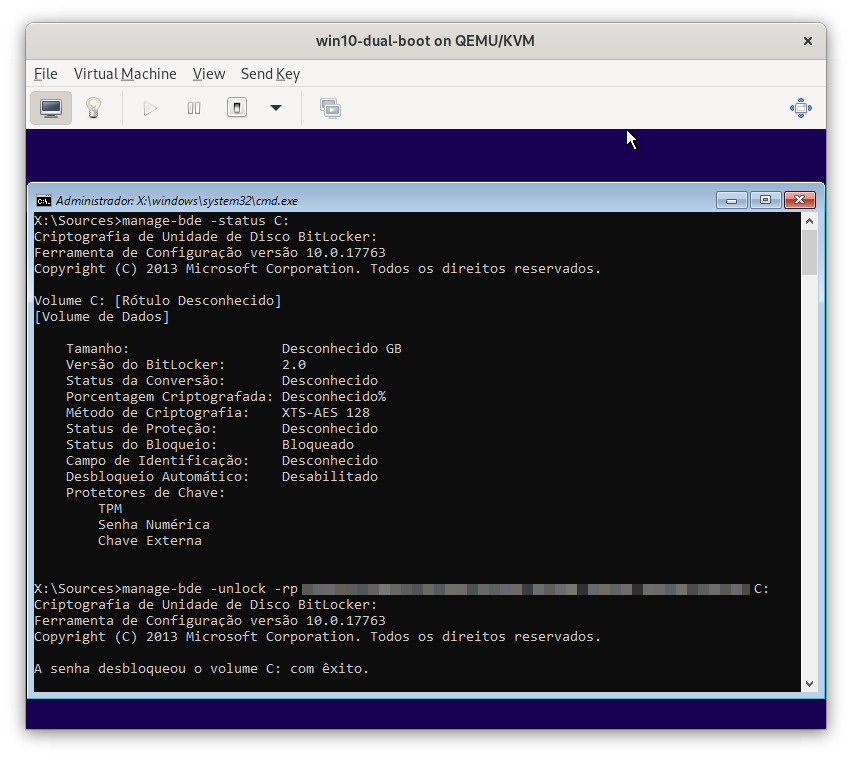 win10-dual-boot on QEMU/KVM
File Virtual Machine View Send Key
Administrador: X:\windows\system32\cmd.exe
X:\Sources>manage-bde -status C:
Criptografia de Unidade de Disco BitLocker:
Ferramenta de Configuração versão 10.0.17763
Copyright (C) 2013 Microsoft Corporation. Todos os direitos reservados.
Volume C: [Rótulo Desconhecido]
[Volume de Dados]
Tamanho: Desconhecido GB
Versão do BitLocker: 2.0
Status da Conversão: Desconhecido
Porcentagem Criptografada: Desconhecido%
Método de Criptografia: XTS-AES 128
Status de Proteção: Desconhecido
Status do Bloqueio: Bloqueado
Campo de Identificação: Desconhecido
Desbloqueio Automático: Desabilitado
Protetores de Chave:
TPM
Senha Numérica
Chave Externa
X:\Sources>manage-bde -unlock -rp C:
Criptografia de Unidade de Disco BitLocker:
Ferramenta de Configuração versão 10.0.17763
Copyright (C) 2013 Microsoft Corporation. Todos os direitos reservados.
A senha desbloqueou o volume C: com êxito.